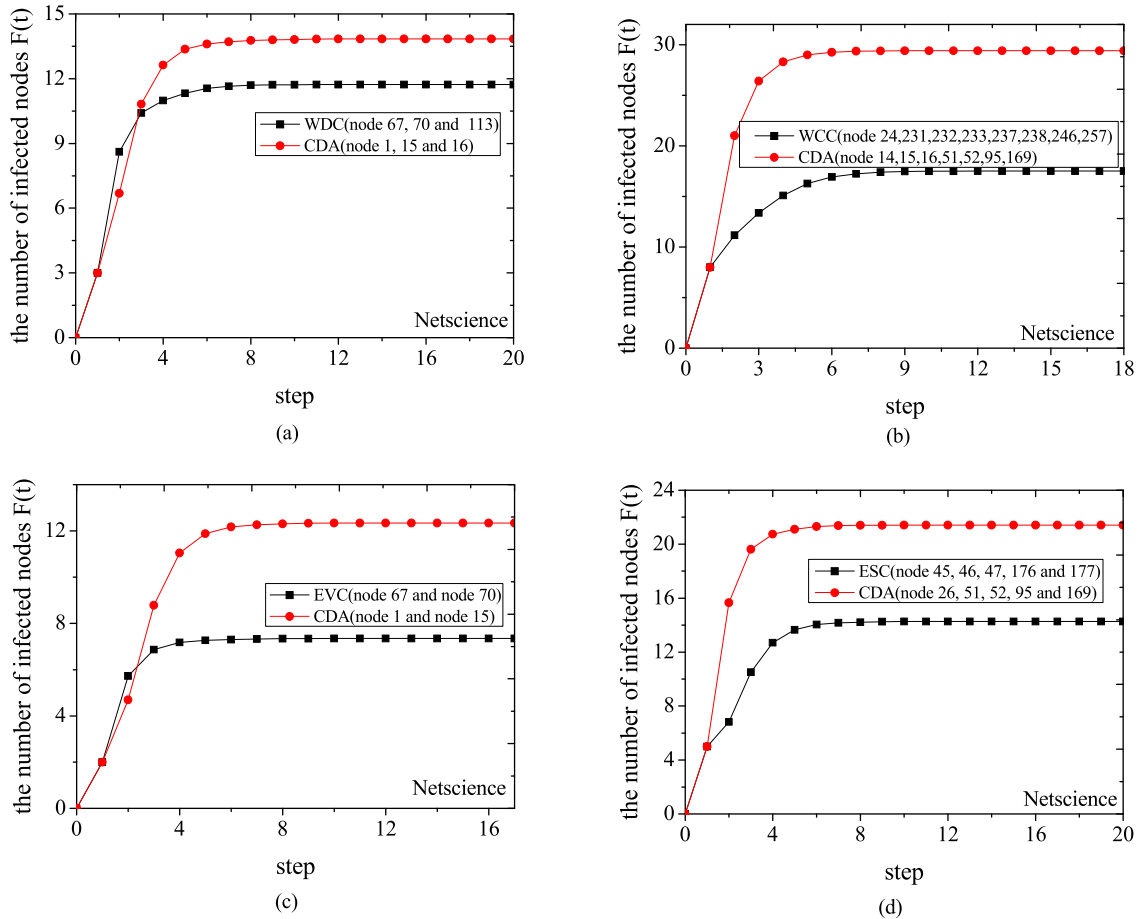 the number of infected nodes F(t)
15
12
9
6
3
0
WDC(node 67, 70 and 113)
CDA(node 1, 15 and 16)
Netscience
0 4 8 12 16 20
step
(a)
the number of infected nodes F(t)
30
20
10
0
WCC(node 24,231,232,233,237,238,246,257)
CDA(node 14,15,16,51,52,95,169)
Netscience
0 3 6 9 12 15 18
step
(b)
the number of infected nodes F(t)
12
8
4
0
EVC(node 67 and node 70)
CDA(node 1 and node 15)
Netscience
0 4 8 12 16
step
(c)
the number of infected nodes F(t)
24
20
16
12
8
4
0
ESC(node 45, 46, 47, 176 and 177)
CDA(node 26, 51, 52, 95 and 169)
Netscience
0 4 8 12 16 20
step
(d)